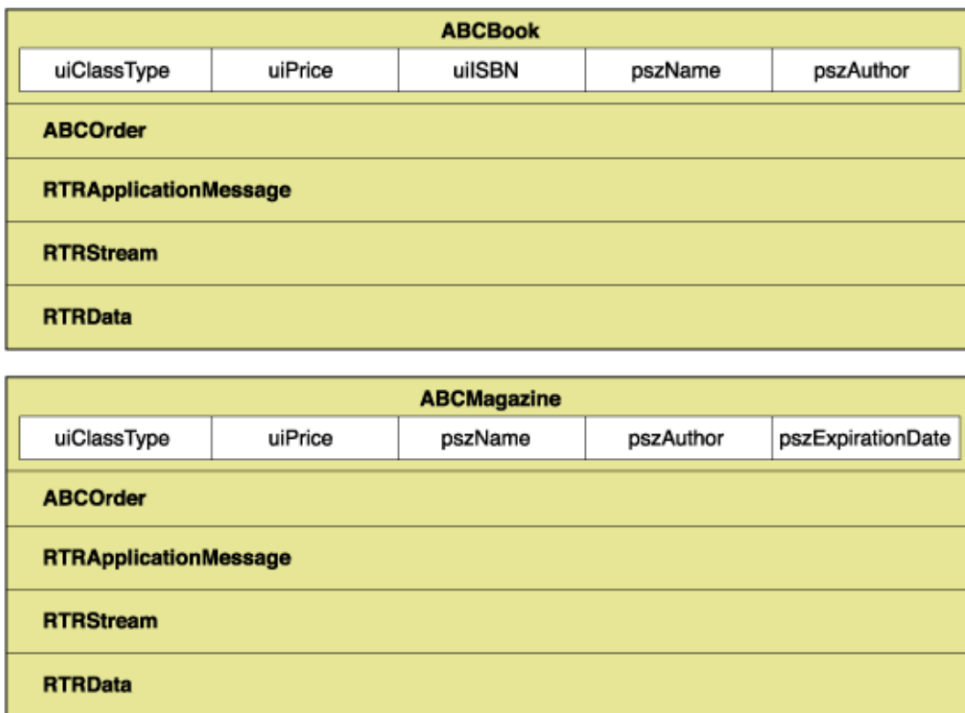 ABCBook
uiClassType uiPrice uiISBN pszName pszAuthor
ABCOrder
RTRApplicationMessage
RTRStream
RTRData
ABCMagazine
uiClassType uiPrice pszName pszAuthor pszExpirationDate
ABCOrder
RTRApplicationMessage
RTRStream
RTRData